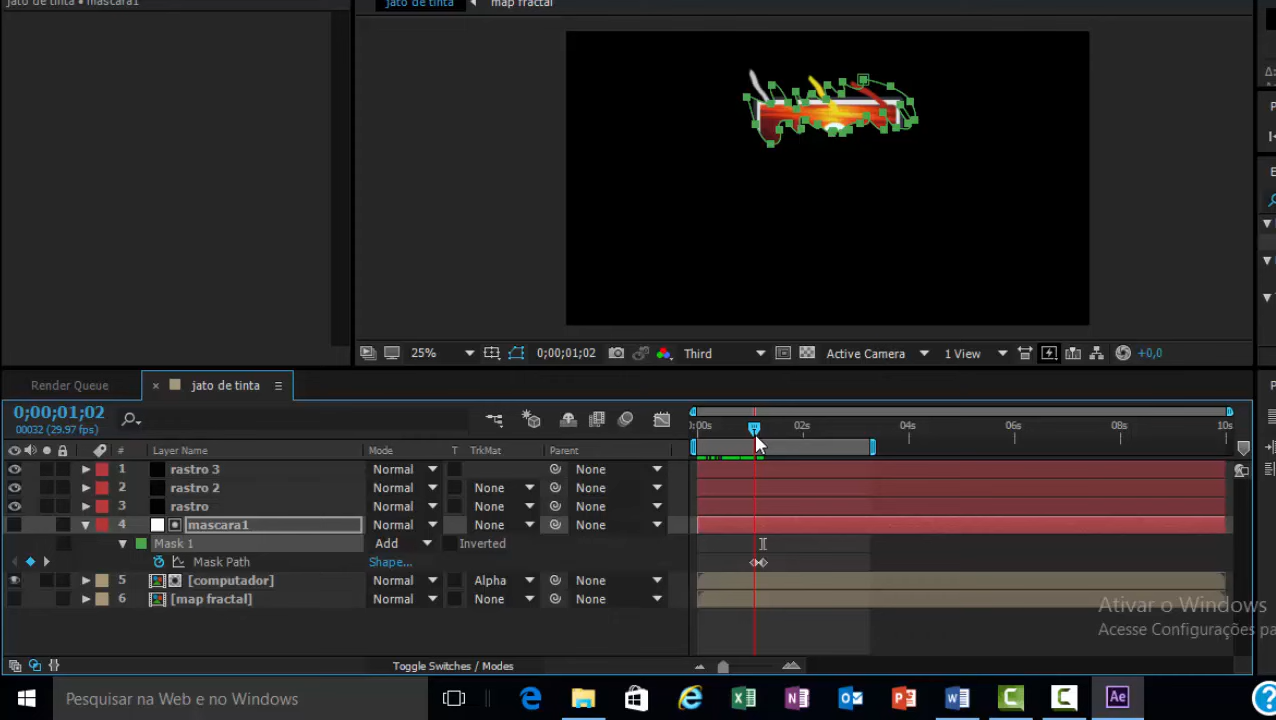 jato de tinta • mascara1
jato de tinta map fractal
25% 0;00;01;02 Third Active Camera 1 View +0,0
Render Queue × jato de tinta
0;00;01;02
00032 (29.97 fps)
:00s 02s 04s 06s 08s 10s
# Layer Name Mode T TrkMat Parent
1 rastro 3 Normal None
2 rastro 2 Normal None None
3 rastro Normal None None
4 mascara1 Normal None None
Mask 1 Add Inverted
Mask Path Shape...
5 [computador] Normal Alpha None
6 [map fractal] Normal None None
Ativar o Windows
Acesse Configurações pa
Toggle Switches / Modes
Pesquisar na Web e no Windows Ae